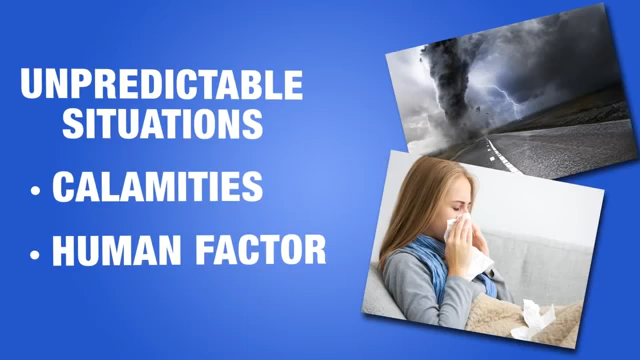 UNPREDICTABLE
SITUATIONS
• CALAMITIES
• HUMAN FACTOR